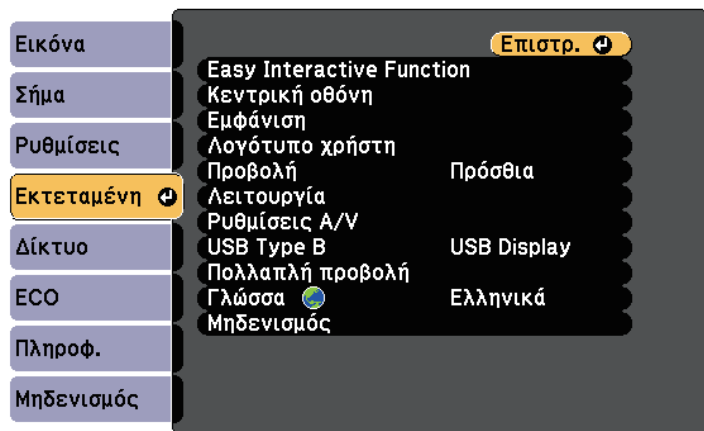 Εικόνα
Σήμα
Ρυθμίσεις
Εκτεταμένη
Δίκτυο
ECO
Πληροφ.
Μηδενισμός
Επιστρ.
Easy Interactive Function
Κεντρική οθόνη
Εμφάνιση
Λογότυπο χρήστη
Προβολή Πρόσθια
Λειτουργία
Ρυθμίσεις A/V
USB Type B USB Display
Πολλαπλή προβολή
Γλώσσα Ελληνικά
Μηδενισμός